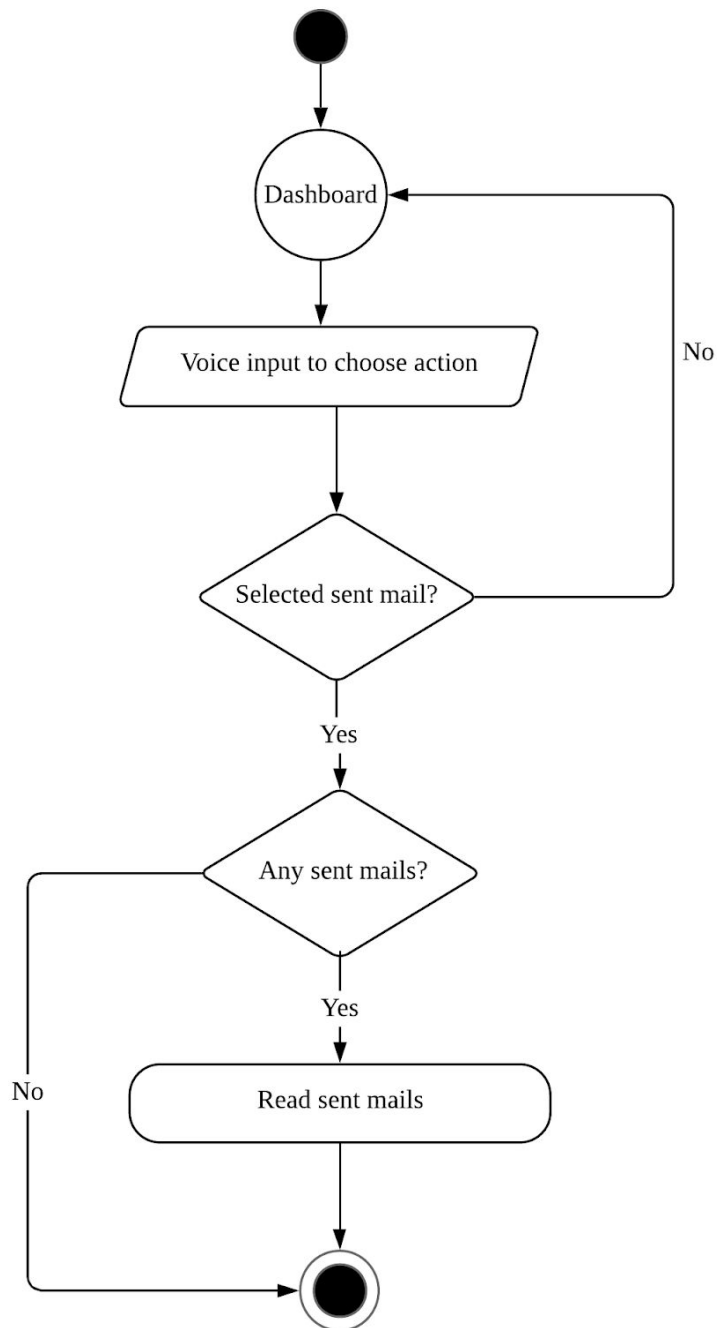 Dashboard
Voice input to choose action
No
Selected sent mail?
Yes
Any sent mails?
Yes
No
Read sent mails